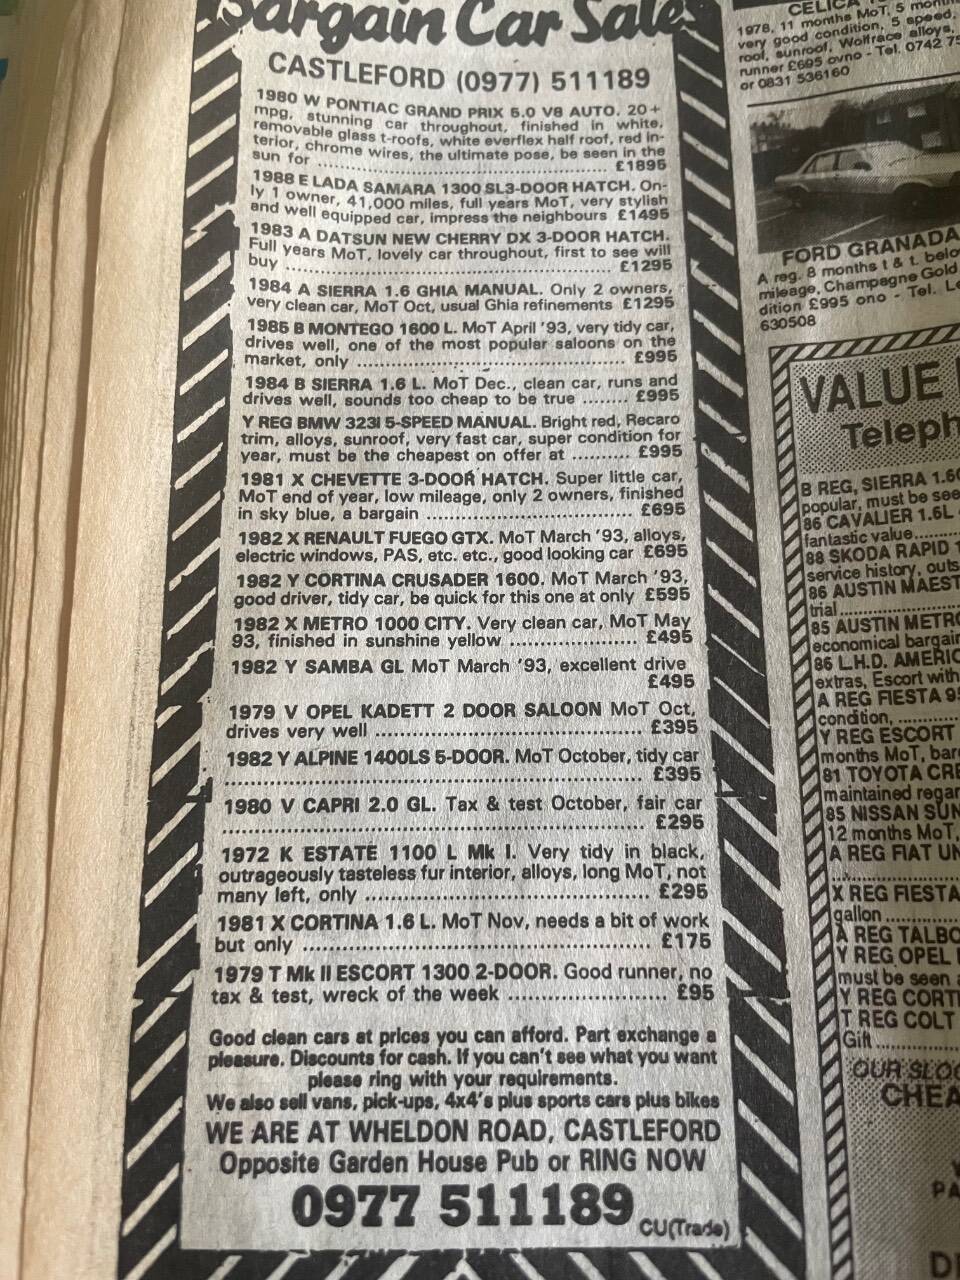 Bargain Car Sales
CASTLEFORD (0977) 511189
1980 W PONTIAC GRAND PRIX 5.0 V8 AUTO. 20+
mpg, stunning car throughout, finished in white,
removable glass t-roofs, white everflex half roof, red in-
terior, chrome wires, the ultimate pose, be seen in the
sun for .................................................. £1895
1988 E LADA SAMARA 1300 SL3-DOOR HATCH. On-
ly 1 owner, 41,000 miles, full years MoT, very stylish
and well equipped car, impress the neighbours £1495
1983 A DATSUN NEW CHERRY DX 3-DOOR HATCH.
Full years MoT, lovely car throughout, first to see will
buy ...................................................... £1295
1984 A SIERRA 1.6 GHIA MANUAL. Only 2 owners,
very clean car, MoT Oct, usual Ghia refinements £1295
1985 B MONTEGO 1600 L. MoT April '93, very tidy car,
drives well, one of the most popular saloons on the
market, only ............................................ £995
1984 B SIERRA 1.6 L. MoT Dec., clean car, runs and
drives well, sounds too cheap to be true ........ £995
Y REG BMW 323I 5-SPEED MANUAL. Bright red, Recaro
trim, alloys, sunroof, very fast car, super condition for
year, must be the cheapest on offer at .......... £995
1981 X CHEVETTE 3-DOOR HATCH. Super little car,
MoT end of year, low mileage, only 2 owners, finished
in sky blue, a bargain .................................. £695
1982 X RENAULT FUEGO GTX. MoT March '93, alloys,
electric windows, PAS, etc. etc., good looking car £695
1982 Y CORTINA CRUSADER 1600. MoT March '93,
good driver, tidy car, be quick for this one at only £595
1982 X METRO 1000 CITY. Very clean car, MoT May
93, finished in sunshine yellow ................... £495
1982 Y SAMBA GL MoT March '93, excellent drive
£495
1979 V OPEL KADETT 2 DOOR SALOON MoT Oct,
drives very well ........................................ £395
1982 Y ALPINE 1400LS 5-DOOR. MoT October, tidy car
............................................................... £395
1980 V CAPRI 2.0 GL. Tax & test October, fair car
............................................................... £295
1972 K ESTATE 1100 L Mk I. Very tidy in black,
outrageously tasteless fur interior, alloys, long MoT, not
many left, only .......................................... £295
1981 X CORTINA 1.6 L. MoT Nov, needs a bit of work
but only ................................................... £175
1979 T Mk II ESCORT 1300 2-DOOR. Good runner, no
tax & test, wreck of the week ....................... £95
Good clean cars at prices you can afford. Part exchange a
pleasure. Discounts for cash. If you can't see what you want
please ring with your requirements.
We also sell vans, pick-ups, 4x4's plus sports cars plus bikes
WE ARE AT WHELDON ROAD, CASTLEFORD
Opposite Garden House Pub or RING NOW
0977 511189
CU(Trade)
CELICA
1978, 11 months MoT, 5
very good condition, 5 speed,
roof, sunroof, Wolfrace alloys,
runner £695 ovno - Tel. 0742
or 0831 536160
FORD GRANADA
A reg. 8 months t & t.
mileage, Champagne Gold
dition £995 ono - Tel.
630508
VALUE
B REG, SIERRA
popular, must be
86 CAVALIER 1.6L
fantastic value
88 SKODA RAPID
service history,
86 AUSTIN
trial
85 AUSTIN METRO
economical
86 L.H.D.
extras, Escort with
A REG FIESTA
condition,
Y REG ESCORT
months MoT,
81 TOYOTA
maintained
85 NISSAN
12 months MoT,
A REG FIAT
X REG FIESTA
gallon
A REG
Y REG OPEL
must be seen
Y REG
T REG COLT
Gift
OUR